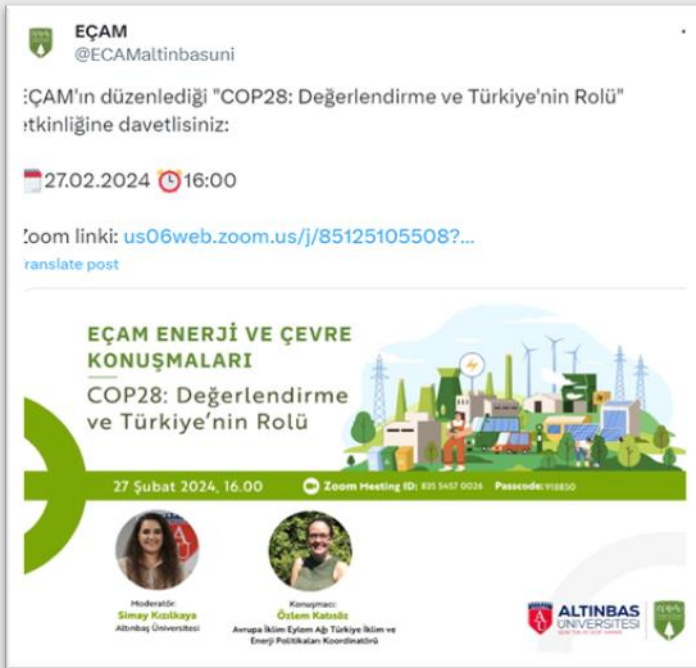 EÇAM
@ECAMaltinbasuni
EÇAM'ın düzenlediği "COP28: Değerlendirme ve Türkiye'nin Rolü"
etkinliğine davetlisiniz:
27.02.2024 16:00
Zoom linki: us06web.zoom.us/j/85125105508?...
Translate post
EÇAM ENERJİ VE ÇEVRE
KONUŞMALARI
COP28: Değerlendirme
ve Türkiye'nin Rolü
27 Şubat 2024, 16.00
Zoom Meeting ID: 835 5457 0026 Passcode: 918850
Moderatör:
Simay Kızılkaya
Altınbaş Üniversitesi
Konuşmacı:
Özlem Katısöz
Avrupa İklim Eylem Ağı Türkiye İklim ve
Enerji Politikaları Koordinatörü
ALTINBAŞ
ÜNİVERSİTESİ